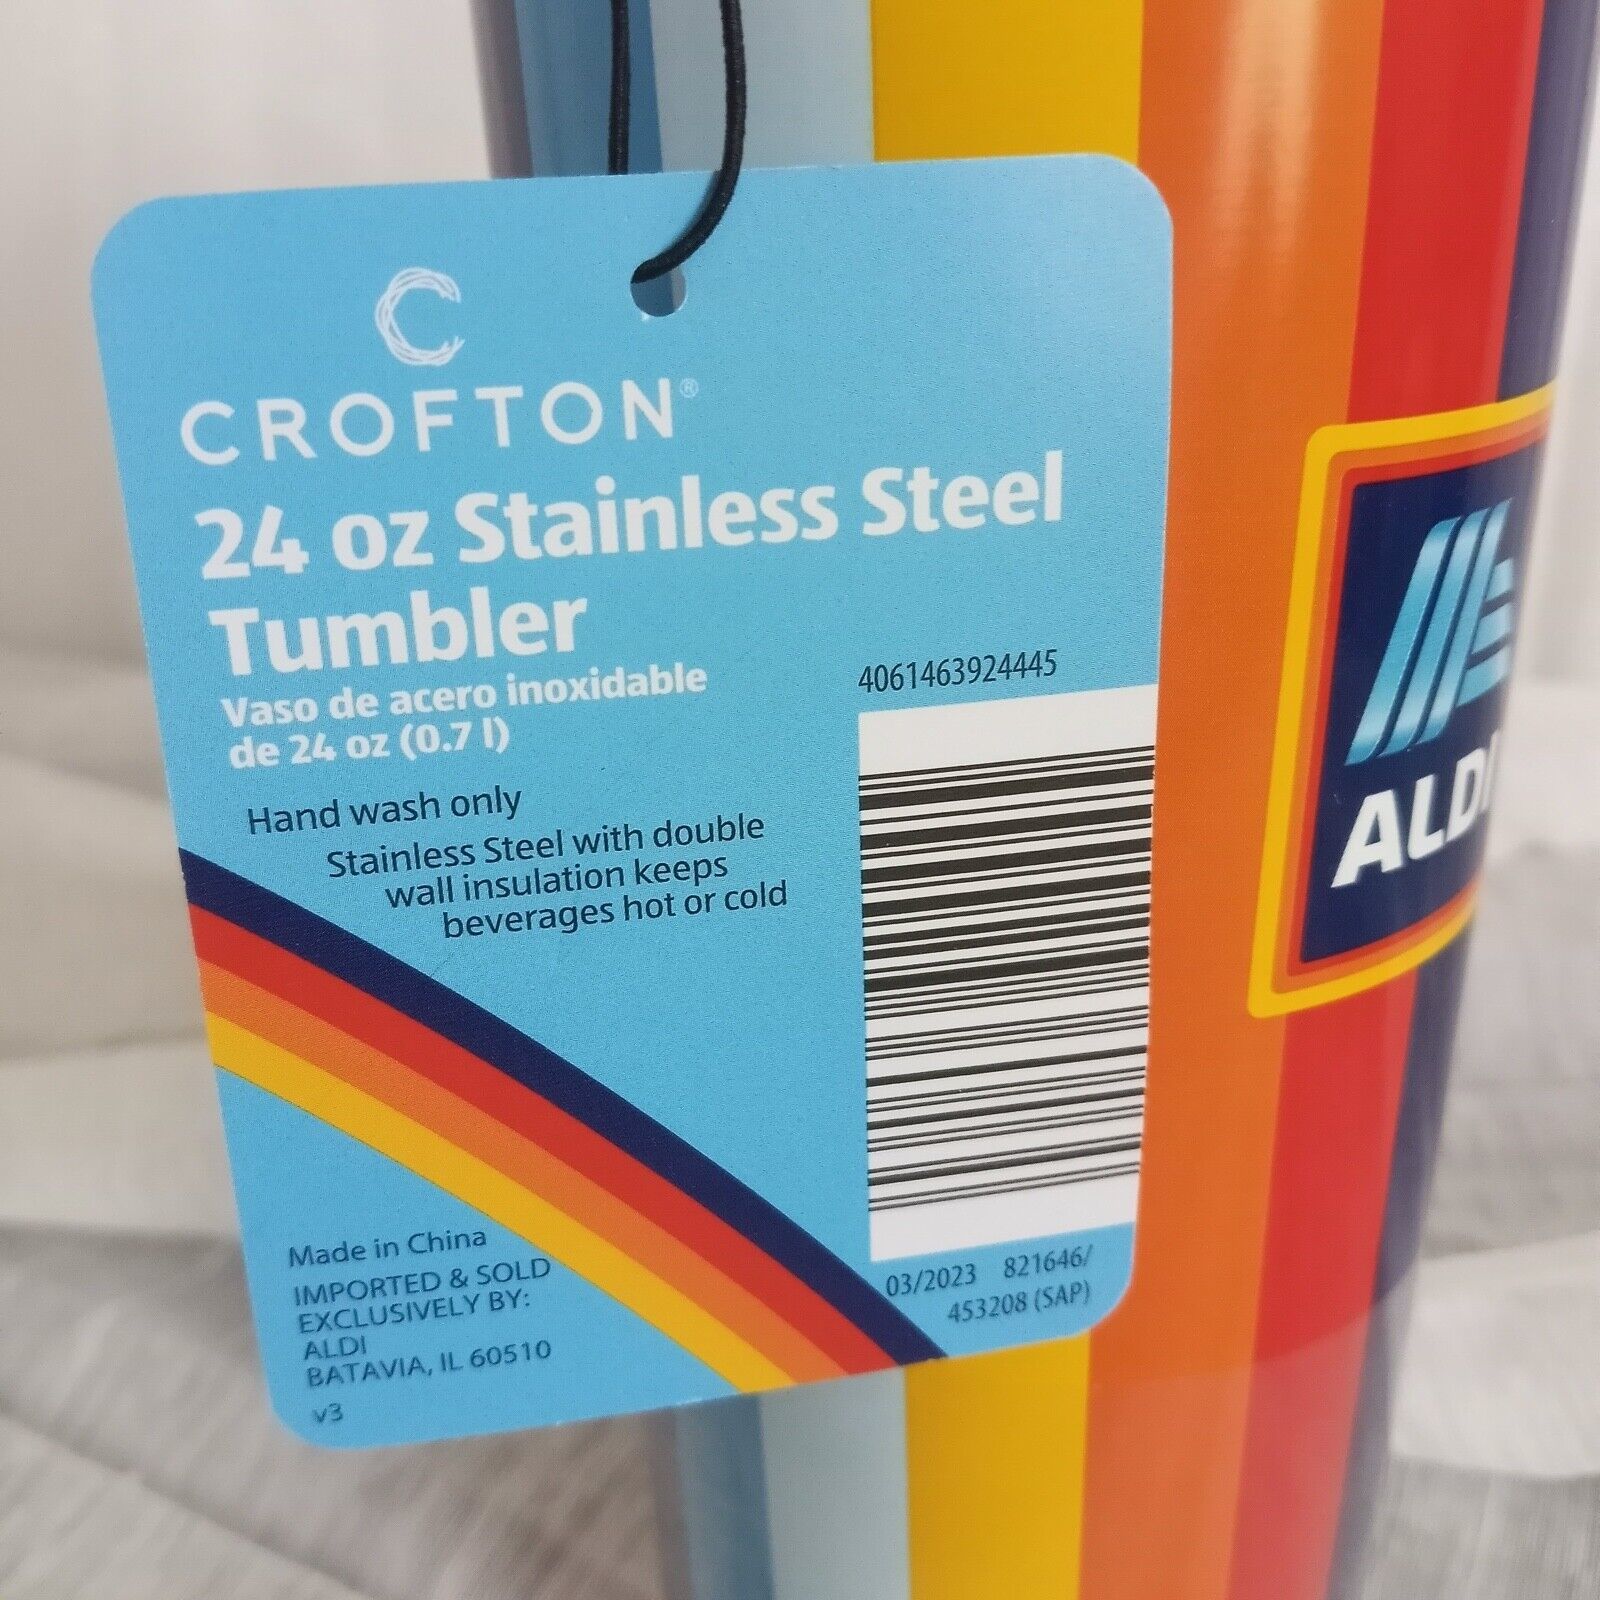 CROFTON®
24 oz Stainless Steel
Tumbler
Vaso de acero inoxidable
de 24 oz (0.7 l)
Hand wash only
Stainless Steel with double
wall insulation keeps
beverages hot or cold
4061463924445
03/2023 821646/
453208 (SAP)
Made in China
IMPORTED & SOLD
EXCLUSIVELY BY:
ALDI
BATAVIA, IL 60510
v3
ALDI